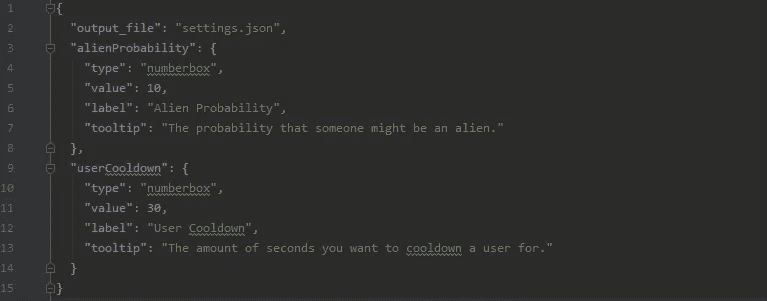 1 {
2 "output_file": "settings.json",
3 "alienProbability": {
4 "type": "numberbox",
5 "value": 10,
6 "label": "Alien Probability",
7 "tooltip": "The probability that someone might be an alien."
8 },
9 "userCooldown": {
10 "type": "numberbox",
11 "value": 30,
12 "label": "User Cooldown",
13 "tooltip": "The amount of seconds you want to cooldown a user for."
14 }
15 }